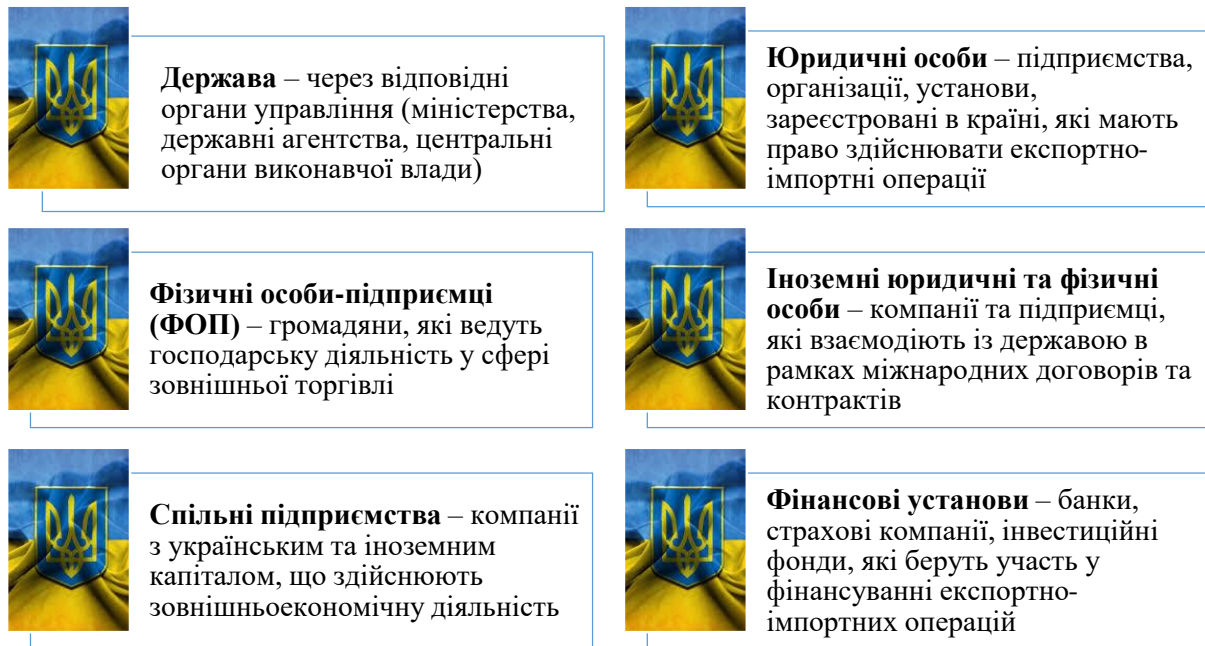 Держава – через відповідні
органи управління (міністерства,
державні агентства, центральні
органи виконавчої влади)
Юридичні особи – підприємства,
організації, установи,
зареєстровані в країні, які мають
право здійснювати експортно-
імпортні операції
Фізичні особи-підприємці
(ФОП) – громадяни, які ведуть
господарську діяльність у сфері
зовнішньої торгівлі
Іноземні юридичні та фізичні
особи – компанії та підприємці,
які взаємодіють із державою в
рамках міжнародних договорів та
контрактів
Спільні підприємства – компанії
з українським та іноземним
капіталом, що здійснюють
зовнішньоекономічну діяльність
Фінансові установи – банки,
страхові компанії, інвестиційні
фонди, які беруть участь у
фінансуванні експортно-
імпортних операцій